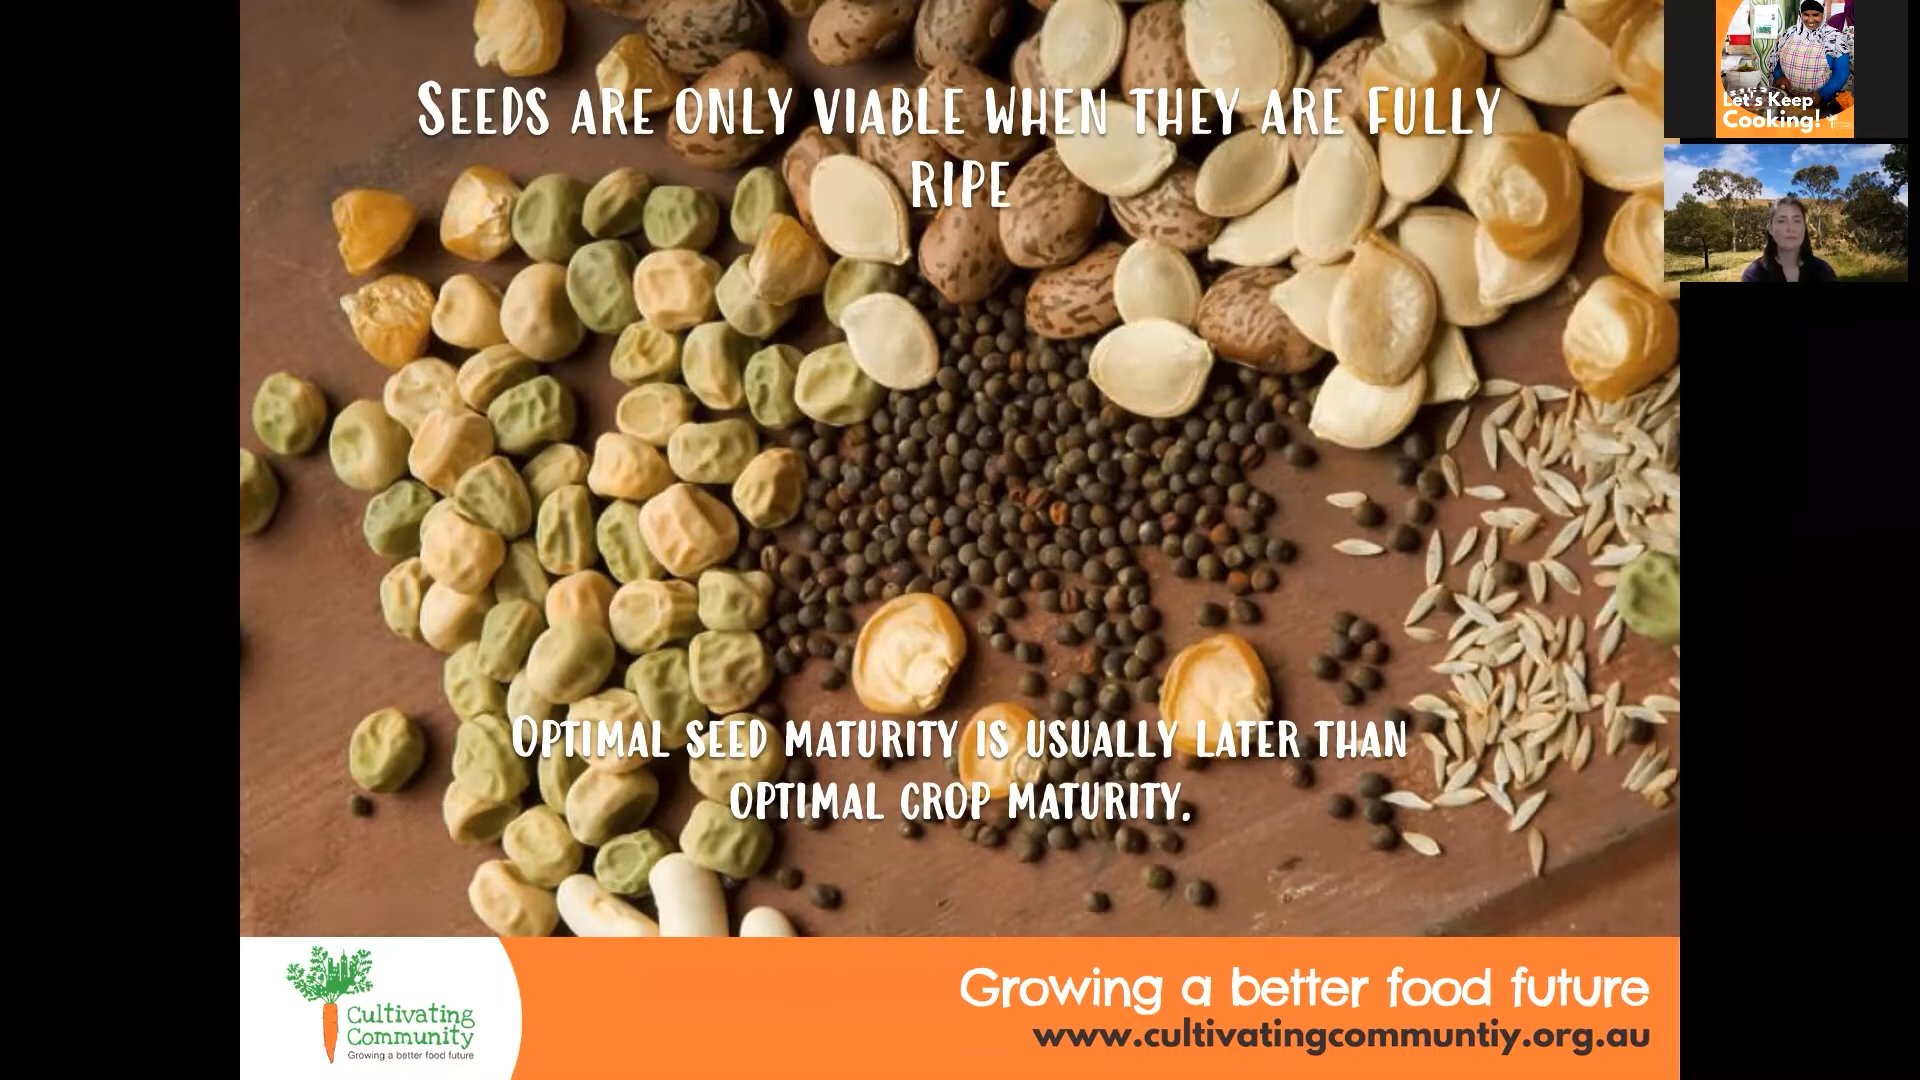 Seeds are only viable when they are fully
ripe
Optimal seed maturity is usually later than
optimal crop maturity.
Let's Keep
Cooking!
Cultivating
Community
Growing a better food future
Growing a better food future
www.cultivatingcommuntiy.org.au